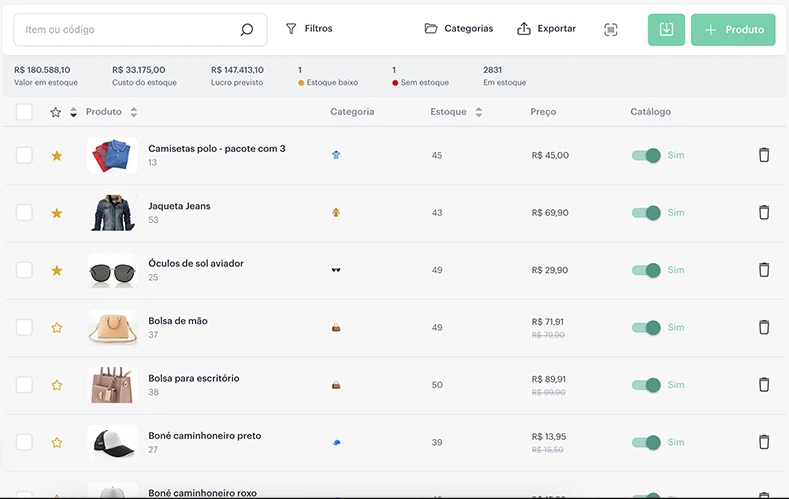 Item ou código
Filtros
Categorias
Exportar
Produto
R$ 180.588,10
Valor em estoque
R$ 33.175,00
Custo do estoque
R$ 147.413,10
Lucro previsto
1
Estoque baixo
1
Sem estoque
2831
Em estoque
Produto
Categoria
Estoque
Preço
Catálogo
Camisetas polo - pacote com 3
13
45
R$ 45,00
Sim
Jaqueta Jeans
53
43
R$ 69,90
Sim
Óculos de sol aviador
25
49
R$ 29,90
Sim
Bolsa de mão
37
49
R$ 71,91
R$ 79,90
Sim
Bolsa para escritório
38
50
R$ 89,91
R$ 99,90
Sim
Boné caminhoneiro preto
27
39
R$ 13,95
R$ 15,50
Sim
Boné caminhoneiro roxo